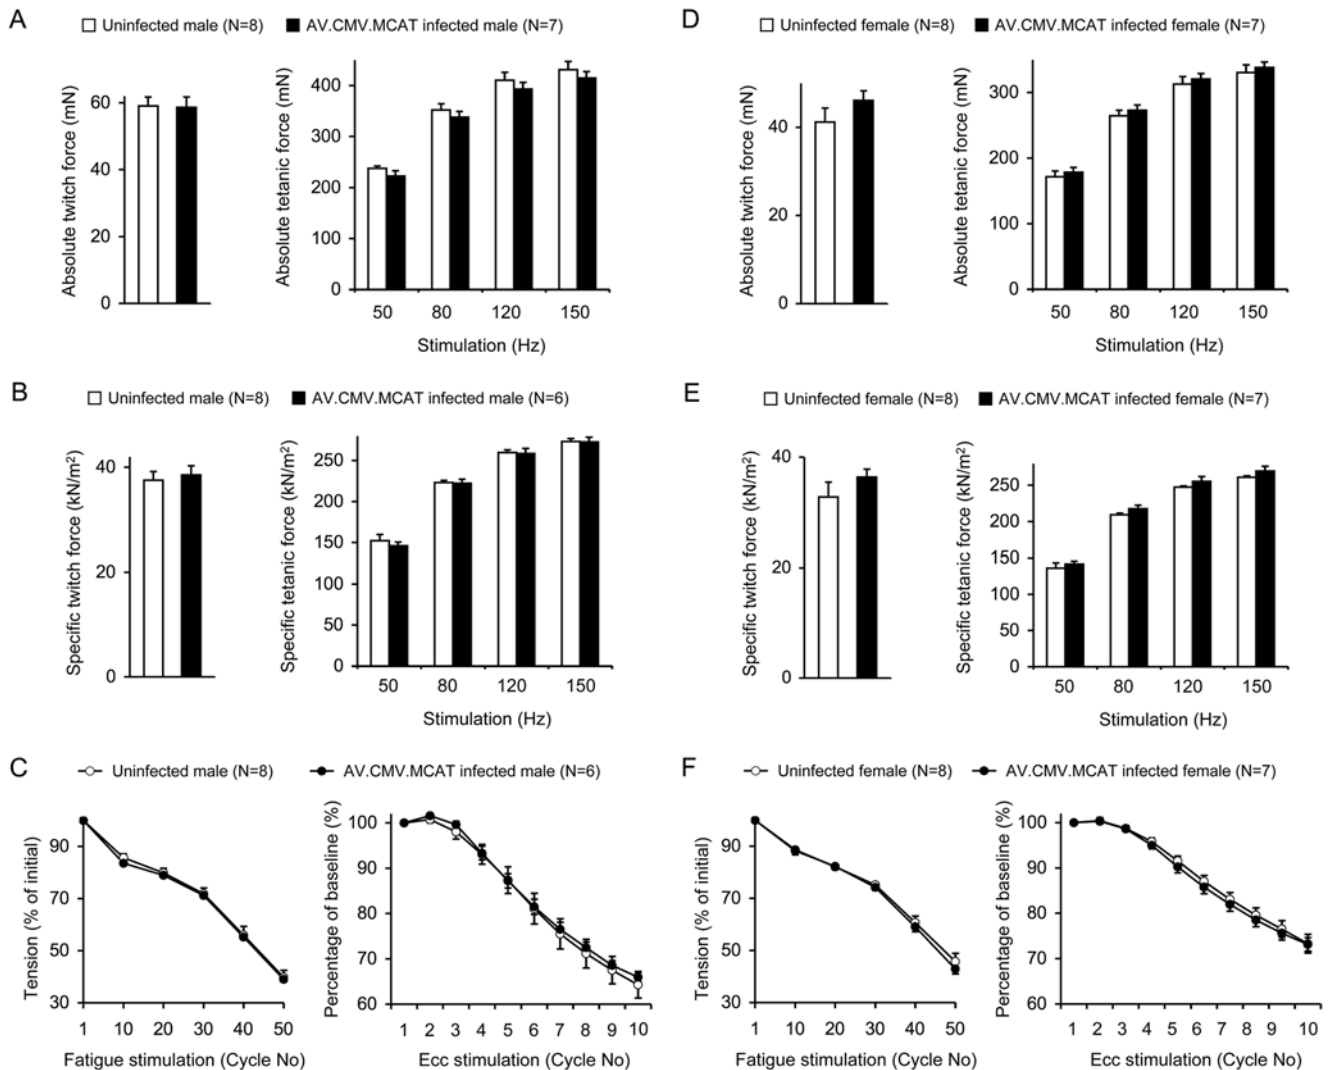 A
Uninfected male (N=8) AV.CMV.MCAT infected male (N=7)
Absolute twitch force (mN)
60
40
20
0
Absolute tetanic force (mN)
400
300
200
100
0
50 80 120 150
Stimulation (Hz)
D
Uninfected female (N=8) AV.CMV.MCAT infected female (N=7)
Absolute twitch force (mN)
40
20
0
Absolute tetanic force (mN)
300
200
100
0
50 80 120 150
Stimulation (Hz)
B
Uninfected male (N=8) AV.CMV.MCAT infected male (N=6)
Specific twitch force (kN/m²)
40
20
0
Specific tetanic force (kN/m²)
250
200
150
100
50
0
50 80 120 150
Stimulation (Hz)
E
Uninfected female (N=8) AV.CMV.MCAT infected female (N=7)
Specific twitch force (kN/m²)
40
20
0
Specific tetanic force (kN/m²)
250
200
150
100
50
0
50 80 120 150
Stimulation (Hz)
C
Uninfected male (N=8) AV.CMV.MCAT infected male (N=6)
Tension (% of initial)
90
70
50
30
1 10 20 30 40 50
Fatigue stimulation (Cycle No)
Percentage of baseline (%)
100
90
80
70
60
1 2 3 4 5 6 7 8 9 10
Ecc stimulation (Cycle No)
F
Uninfected female (N=8) AV.CMV.MCAT infected female (N=7)
Tension (% of initial)
90
70
50
30
1 10 20 30 40 50
Fatigue stimulation (Cycle No)
Percentage of baseline (%)
100
90
80
70
60
1 2 3 4 5 6 7 8 9 10
Ecc stimulation (Cycle No)